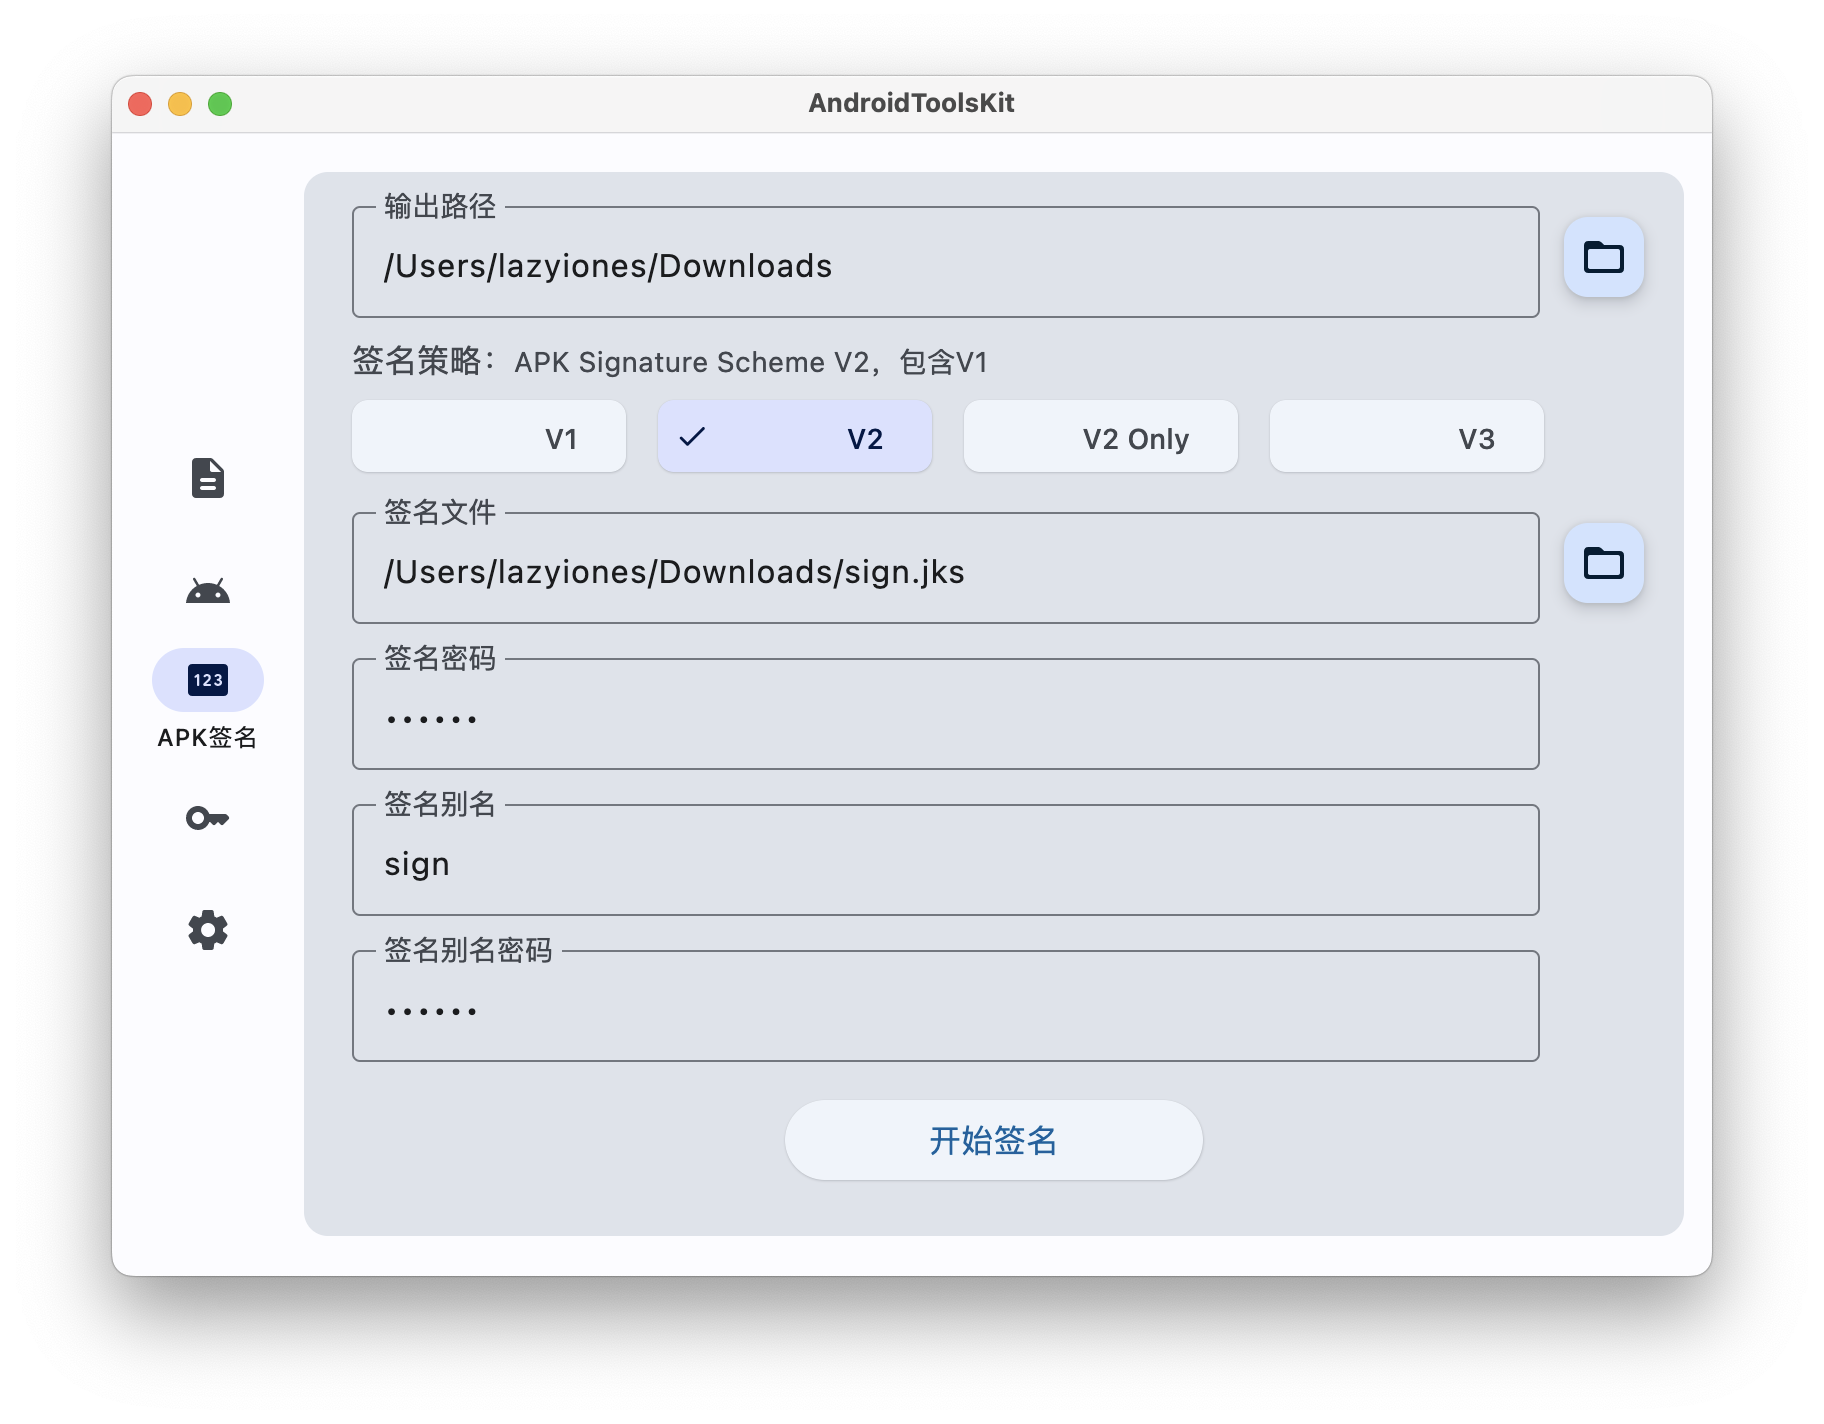 AndroidToolsKit
输出路径
/Users/lazyiones/Downloads
签名策略：APK Signature Scheme V2，包含V1
V1
V2
V2 Only
V3
签名文件
/Users/lazyiones/Downloads/sign.jks
签名密码
••••••
123
APK签名
签名别名
sign
签名别名密码
••••••
开始签名